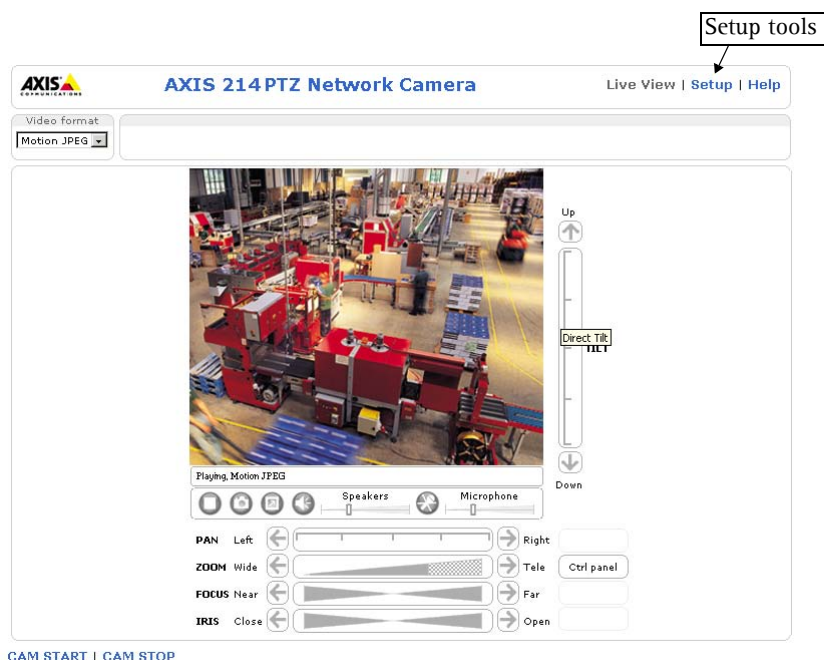 Setup tools
AXIS
COMMUNICATIONS
AXIS 214 PTZ Network Camera
Live View | Setup | Help
Video format
Motion JPEG
Up
Direct Tilt
TILT
Playing, Motion JPEG
Down
Speakers
Microphone
PAN Left Right
ZOOM Wide Tele Ctrl panel
FOCUS Near Far
IRIS Close Open
CAM START | CAM STOP